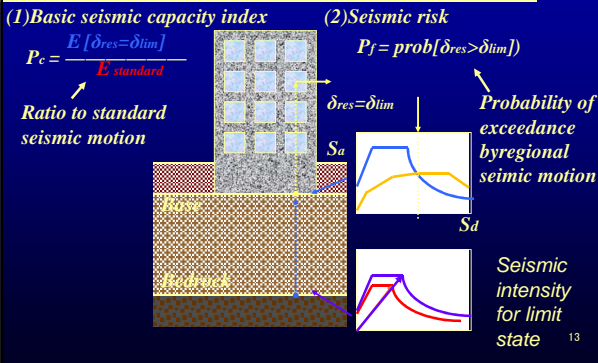 (1)Basic seismic capacity index
(2)Seismic risk
Pc = E [δres=δlim]
E standard
Pf = prob[δres>δlim])
Ratio to standard
seismic motion
δres=δlim
Probability of
exceedance
byregional
seimic motion
Sa
Sd
Base
Bedrock
Seismic
intensity
for limit
state
13